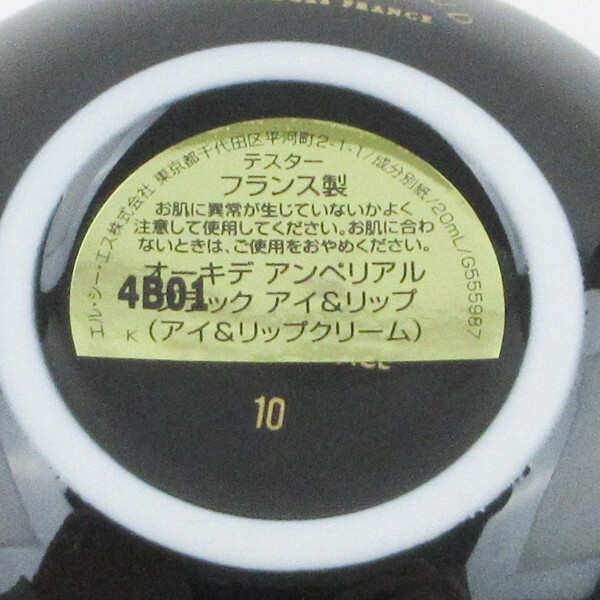 FRANCE
エル・シー・エス株式会社 東京都千代田区平河町2-1-1/成分別紙/20mL/G555987
テスター
フランス製
お肌に異常が生じていないかよく
注意して使用してください。お肌に合わ
ないときは、ご使用をおやめください。
オーキデ アンペリアル
4B01
ック アイ&リップ
K (アイ&リップクリーム)
10